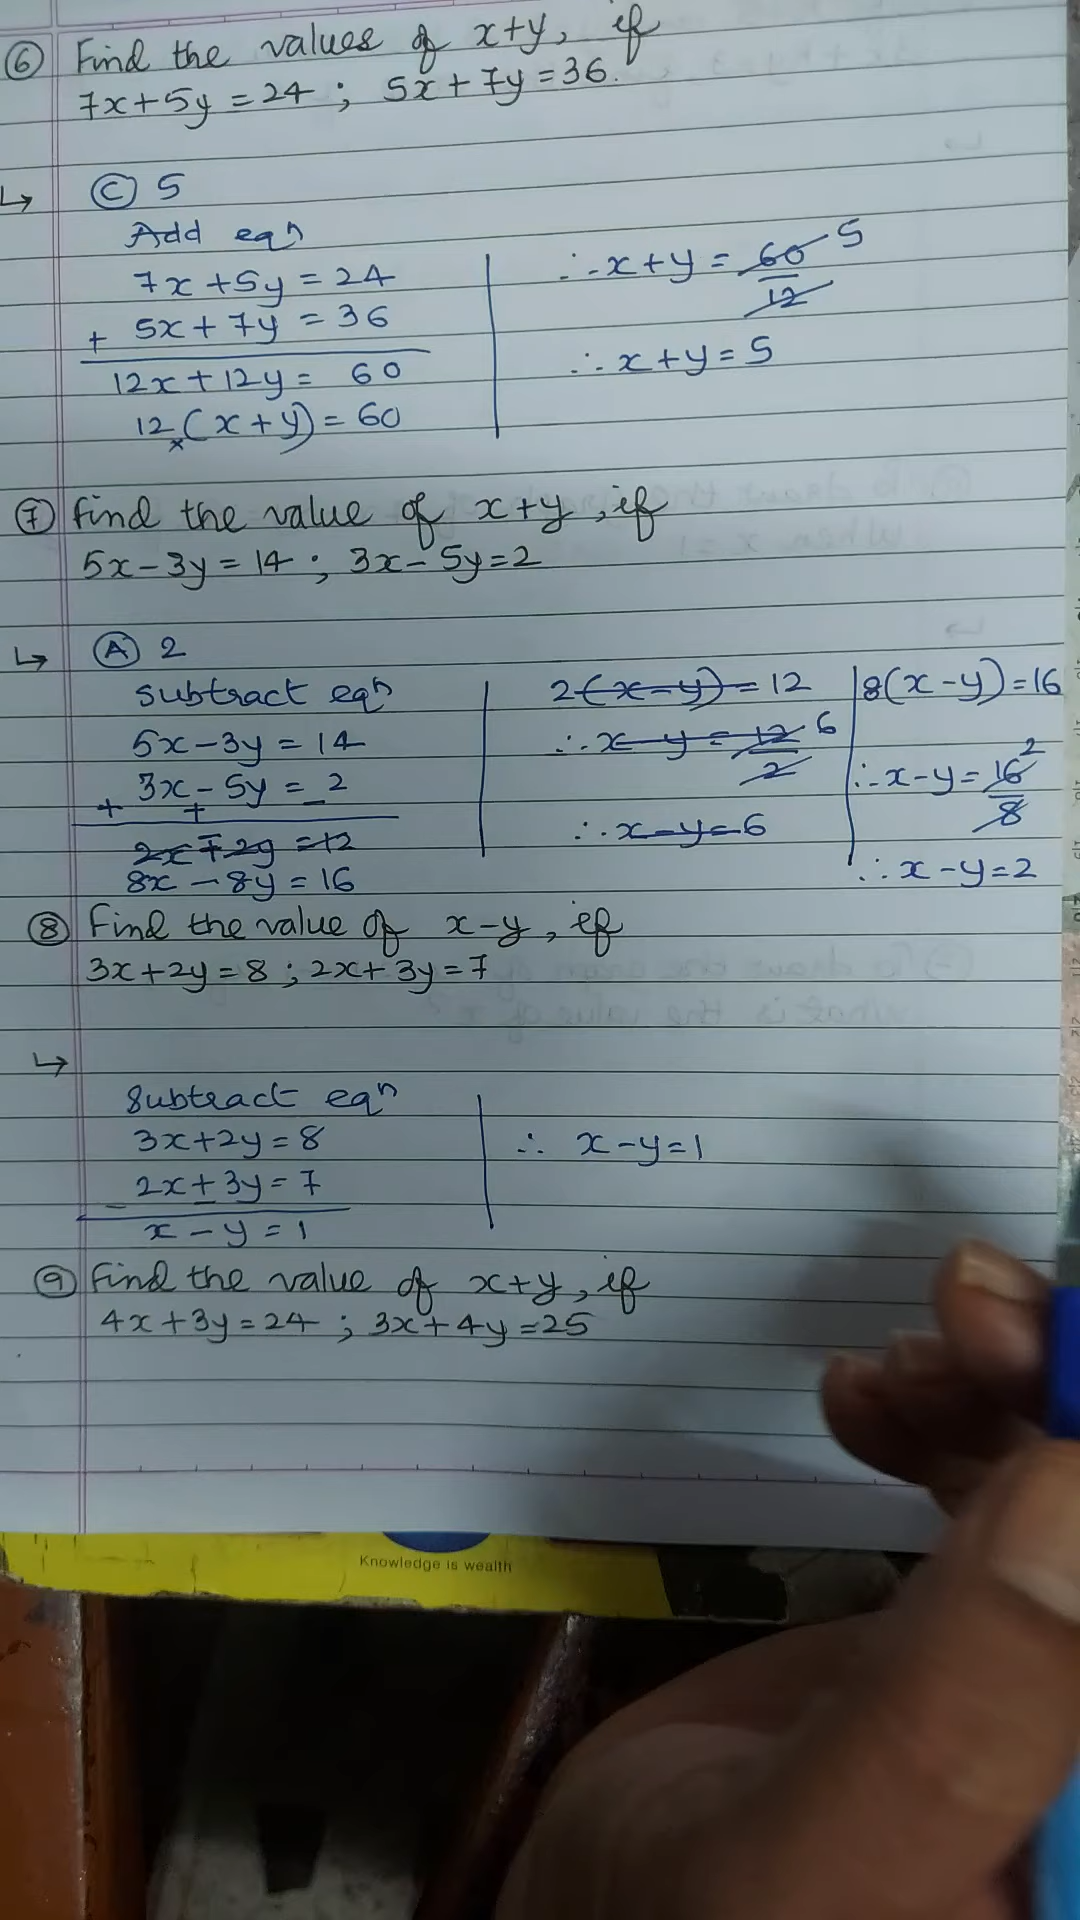 ⑥ Find the values of x+y, if
7x+5y=24; 5x+7y=36.
↳ Ⓒ 5
Add eqⁿ
7x+5y=24
+ 5x+7y=36
12x+12y= 60
12×(x+y)=60
∴ x+y = 60/12 5
∴ x+y=5
⑦ find the value of x+y, if
5x-3y=14; 3x-5y=2
↳ Ⓐ 2
Subtract eqⁿ
5x-3y=14
3x-5y=2
+ + -
2x+2y=12
8x-8y=16
2(x-y)=12
∴ x-y=12/2 6
∴ x-y=6
8(x-y)=16
∴ x-y=16/8 2
∴ x-y=2
⑧ Find the value of x-y, if
3x+2y=8; 2x+3y=7
↳
Subtract eqⁿ
3x+2y=8
2x+3y=7
- -
x-y=1
∴ x-y=1
⑨ Find the value of x+y, if
4x+3y=24; 3x+4y=25
Knowledge is wealth